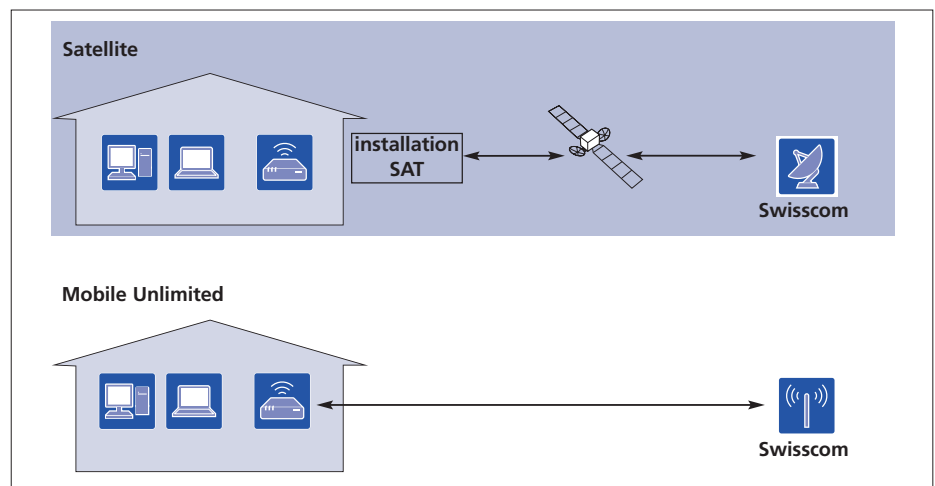 Satellite
installation
SAT
Swisscom
Mobile Unlimited
Swisscom